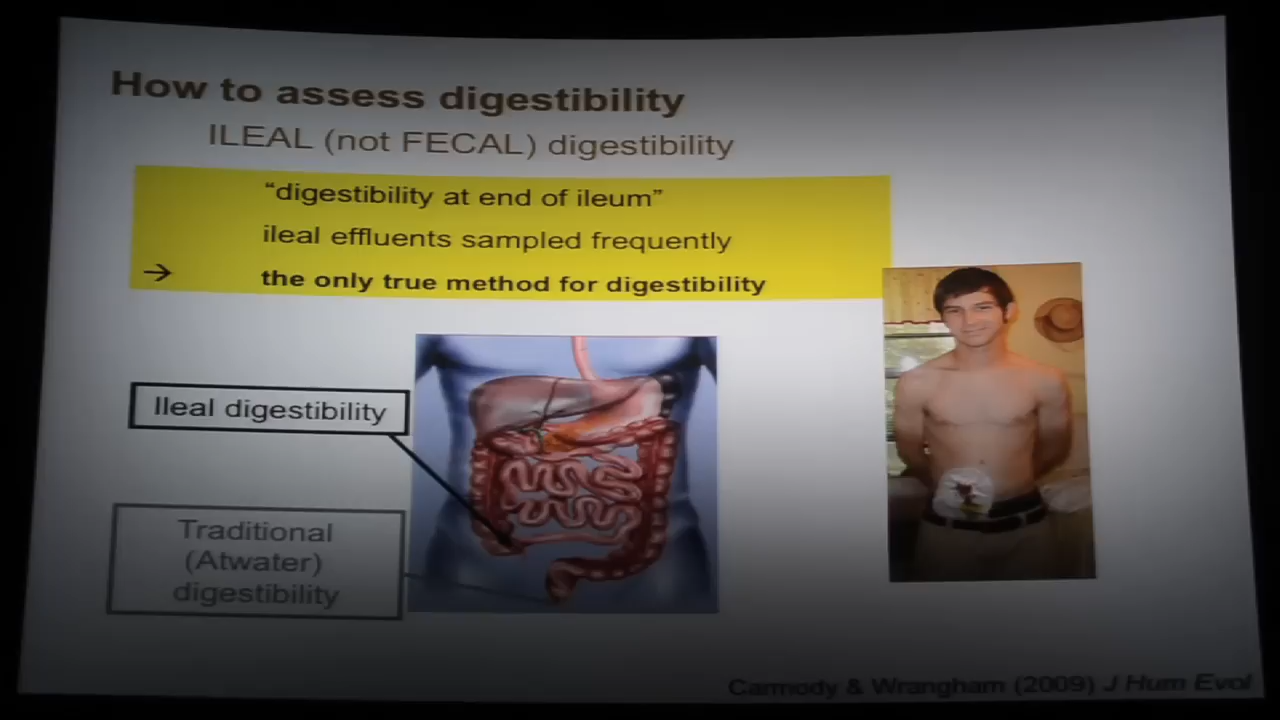 How to assess digestibility
ILEAL (not FECAL) digestibility
“digestibility at end of ileum”
ileal effluents sampled frequently
→ the only true method for digestibility
Ileal digestibility
Traditional
(Atwater)
digestibility
Carmody & Wrangham (2009) J Hum Evol